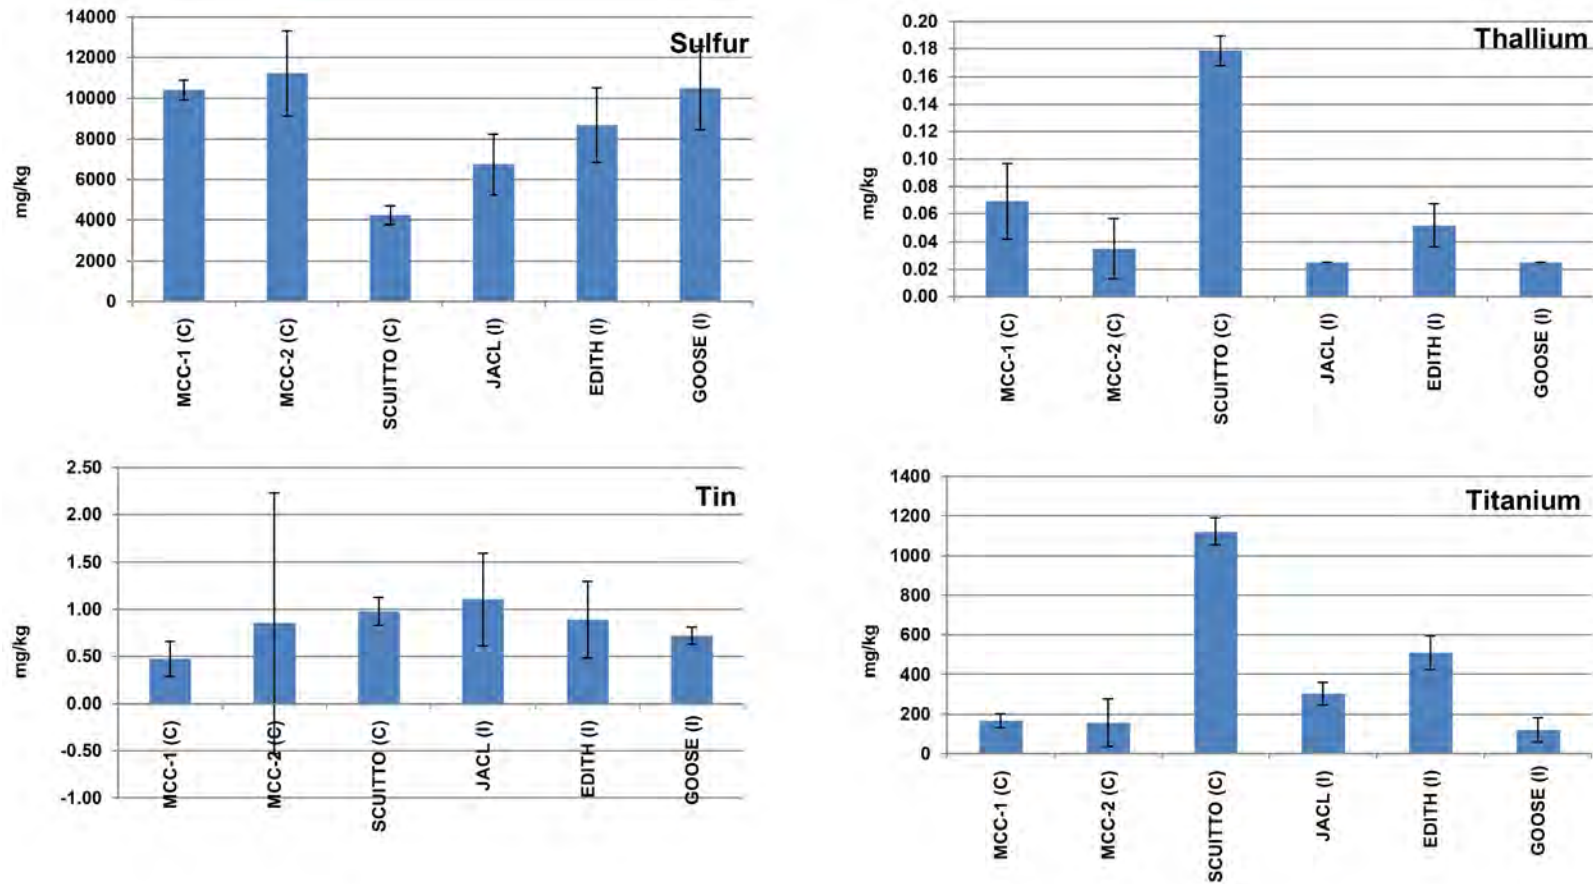 Sulfur
14000
12000
10000
8000
6000
4000
2000
0
mg/kg
MCC-1 (C)
MCC-2 (C)
SCUITTO (C)
JACL (I)
EDITH (I)
GOOSE (I)
Thallium
0.20
0.18
0.16
0.14
0.12
0.10
0.08
0.06
0.04
0.02
0.00
mg/kg
MCC-1 (C)
MCC-2 (C)
SCUITTO (C)
JACL (I)
EDITH (I)
GOOSE (I)
Tin
2.50
2.00
1.50
1.00
0.50
0.00
-0.50
-1.00
mg/kg
MCC-1 (C)
MCC-2 (C)
SCUITTO (C)
JACL (I)
EDITH (I)
GOOSE (I)
Titanium
1400
1200
1000
800
600
400
200
0
mg/kg
MCC-1 (C)
MCC-2 (C)
SCUITTO (C)
JACL (I)
EDITH (I)
GOOSE (I)